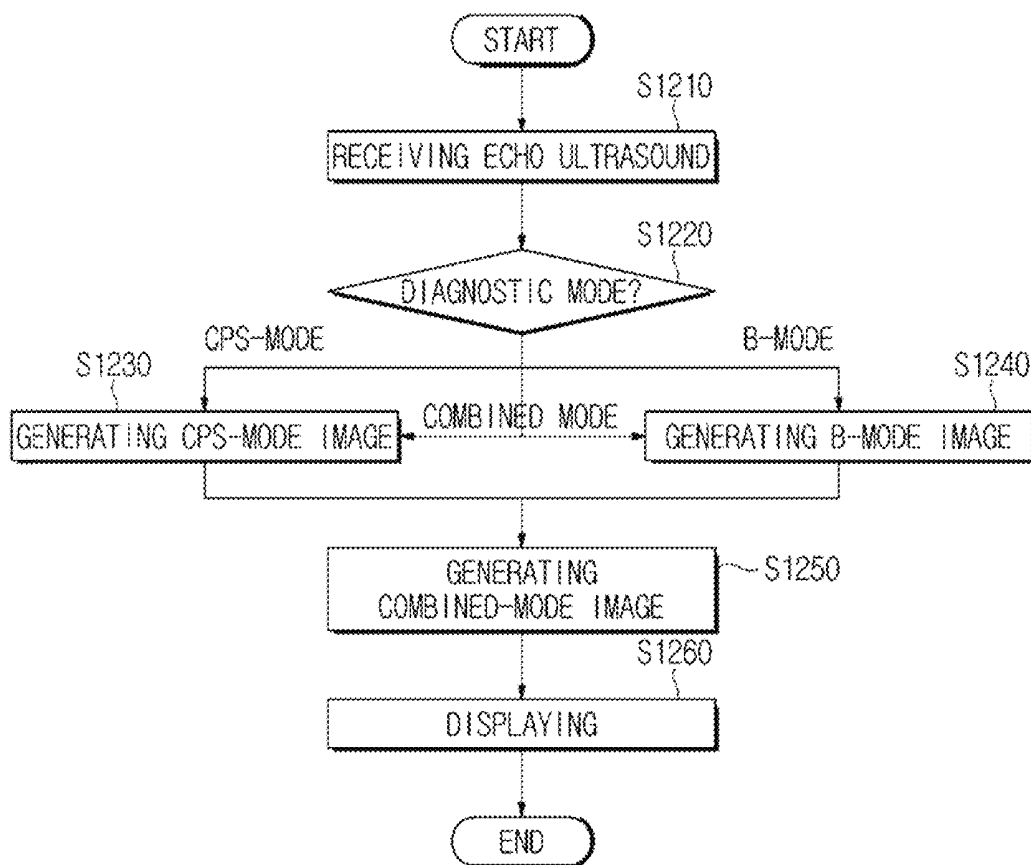 START
S1210
RECEIVING ECHO ULTRASOUND
S1220
DIAGNOSTIC MODE?
CPS-MODE
B-MODE
S1230
S1240
COMBINED MODE
GENERATING CPS-MODE IMAGE
GENERATING B-MODE IMAGE
GENERATING
COMBINED-MODE IMAGE
S1250
S1260
DISPLAYING
END